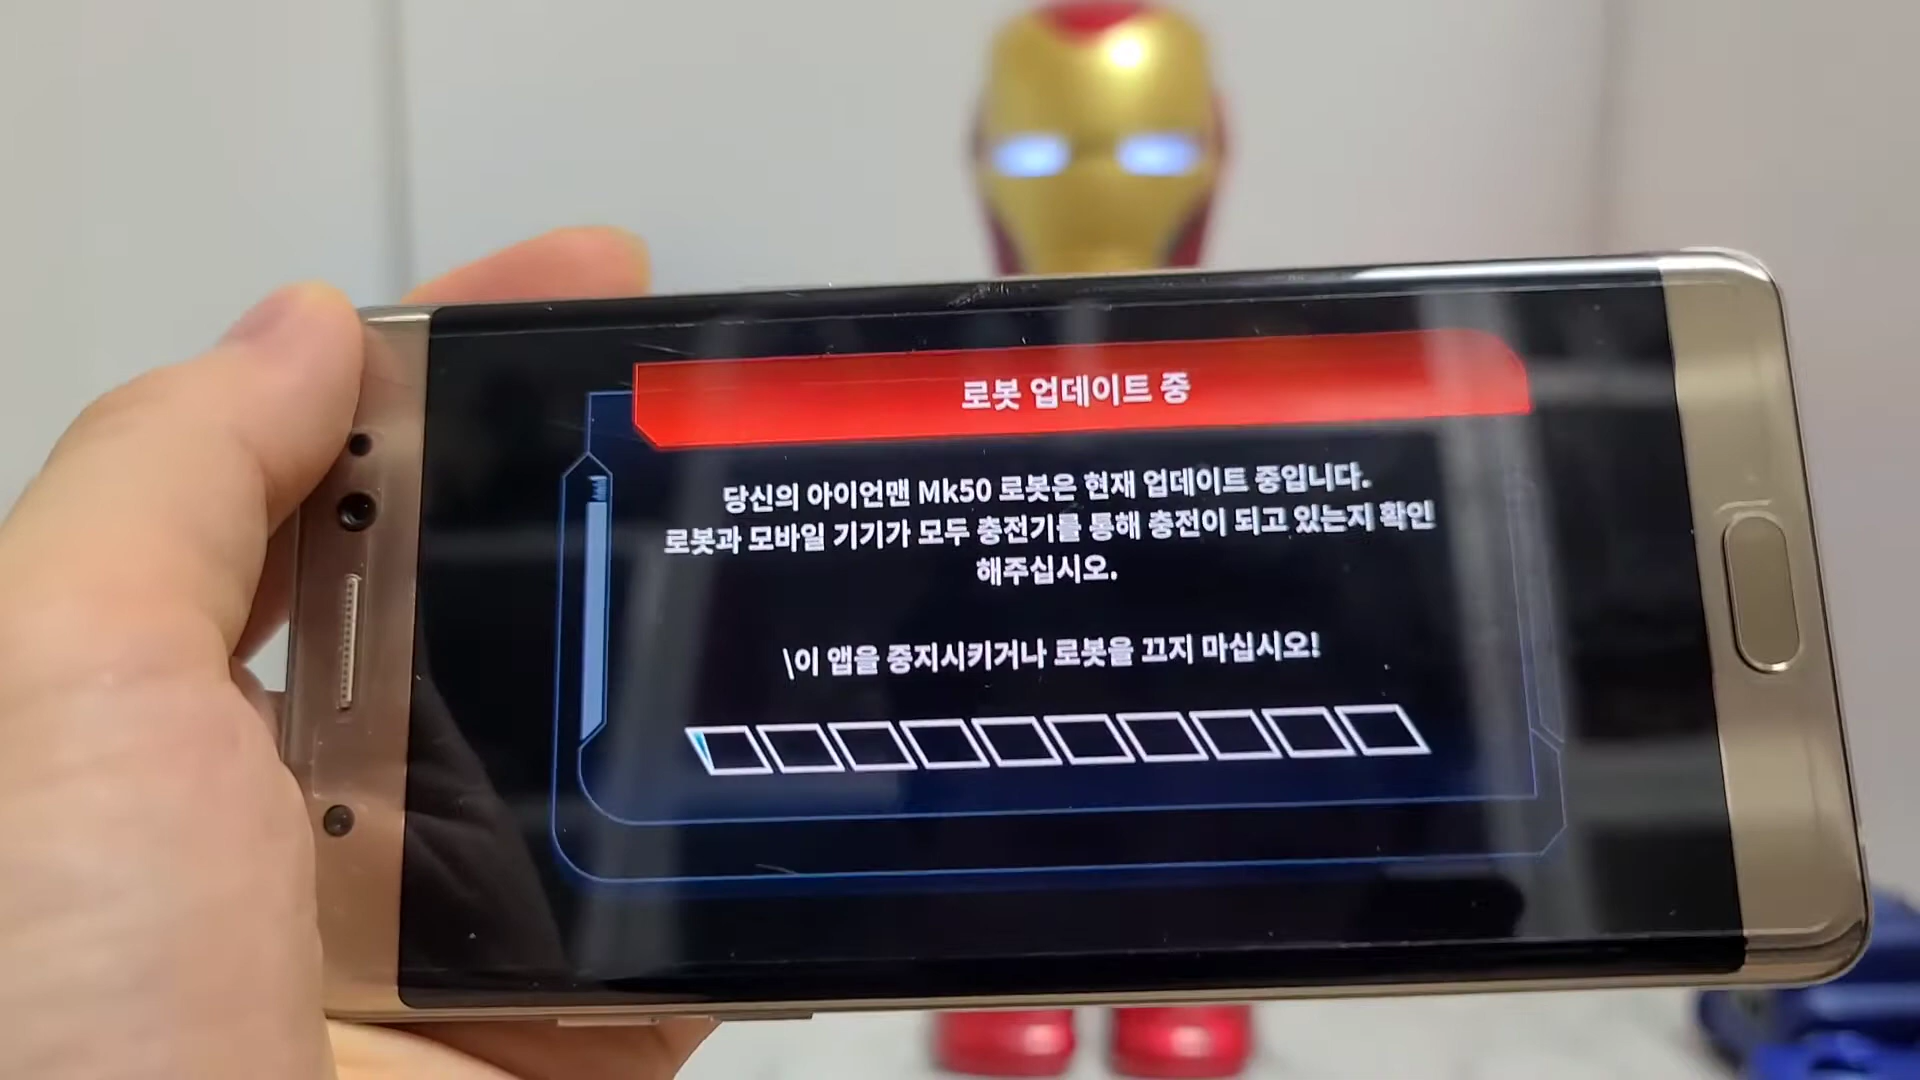 로봇 업데이트 중
당신의 아이언맨 Mk50 로봇은 현재 업데이트 중입니다.
로봇과 모바일 기기가 모두 충전기를 통해 충전이 되고 있는지 확인
해주십시오.
\이 앱을 중지시키거나 로봇을 끄지 마십시오!